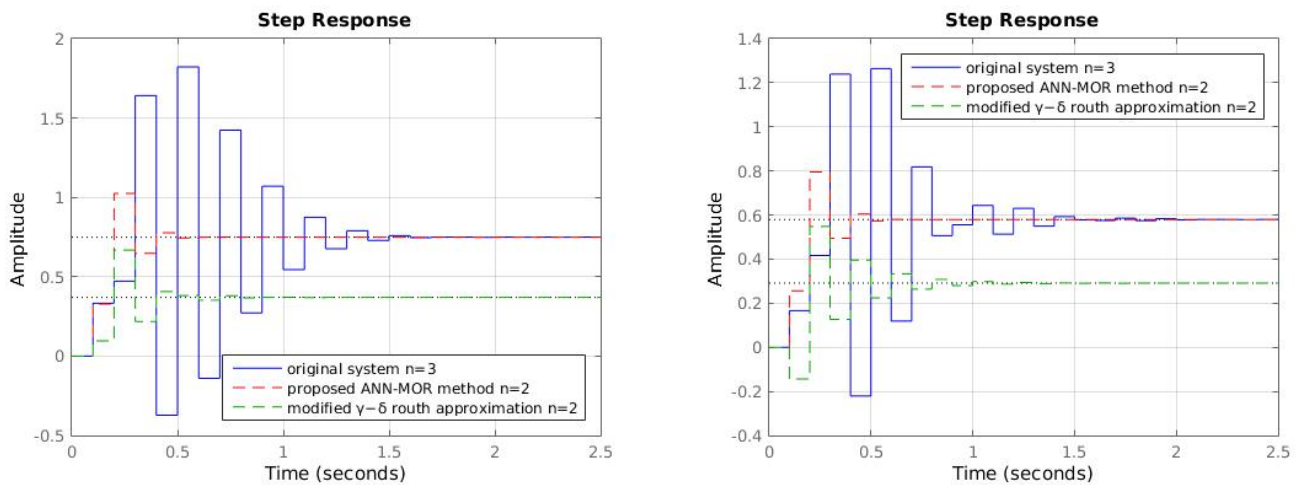 Step Response
2
1.5
1
0.5
0
-0.5
Amplitude
original system n=3
proposed ANN-MOR method n=2
modified γ−δ routh approximation n=2
0 0.5 1 1.5 2 2.5
Time (seconds)
Step Response
1.4
1.2
1
0.8
0.6
0.4
0.2
0
-0.2
-0.4
Amplitude
original system n=3
proposed ANN-MOR method n=2
modified γ−δ routh approximation n=2
0 0.5 1 1.5 2 2.5
Time (seconds)